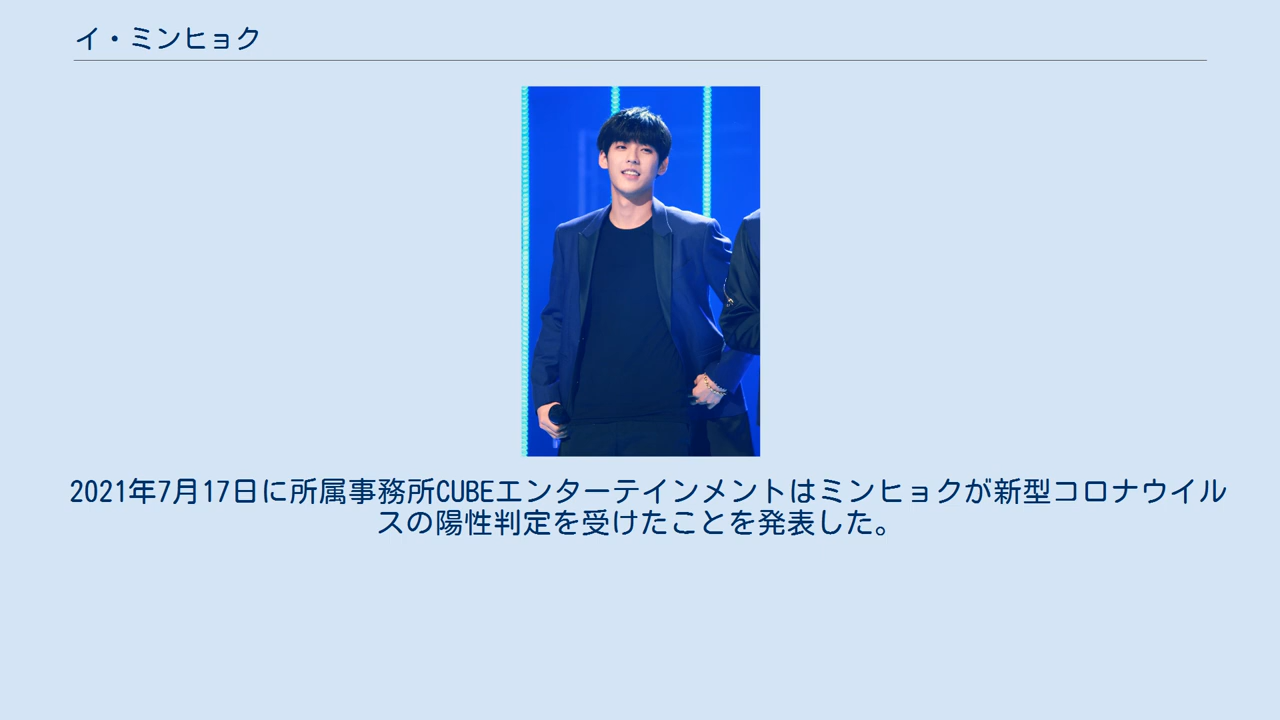 イ・ミンヒョク
2021年7月17日に所属事務所CUBEエンターテインメントはミンヒョクが新型コロナウイル
スの陽性判定を受けたことを発表した。